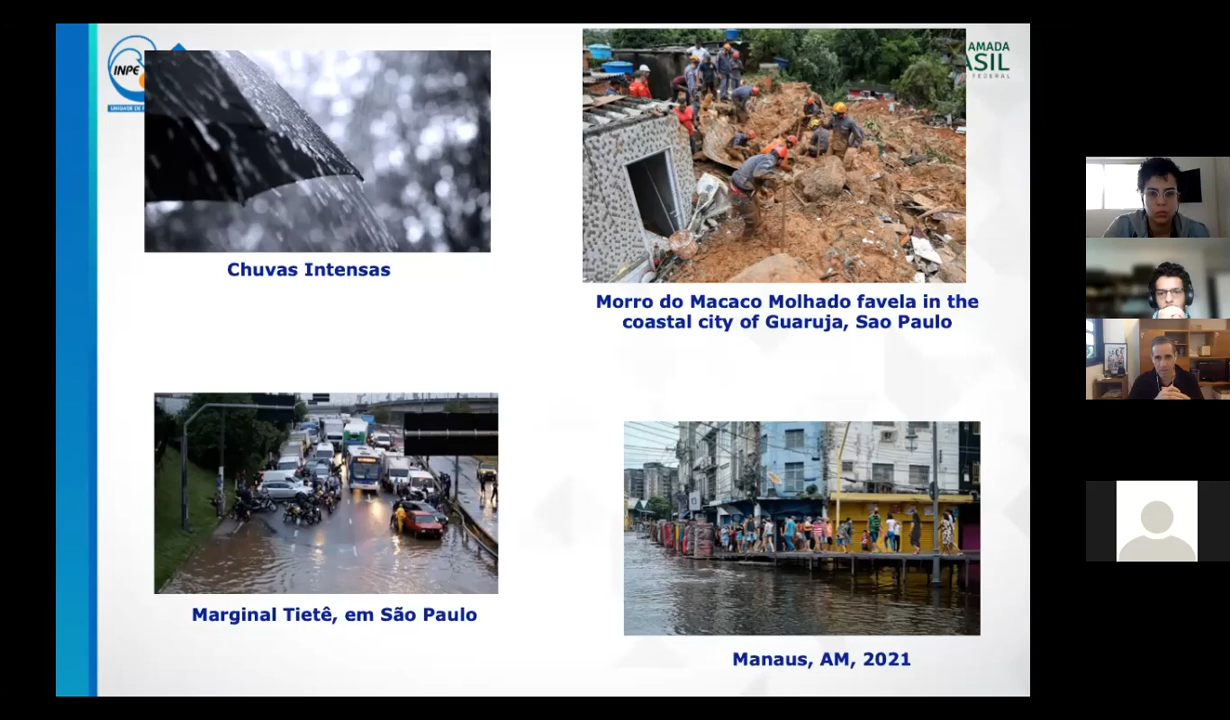 INPE
AMADA
ASIL
FEDERAL
Chuvas Intensas
Morro do Macaco Molhado favela in the
coastal city of Guaruja, Sao Paulo
Marginal Tietê, em São Paulo
Manaus, AM, 2021